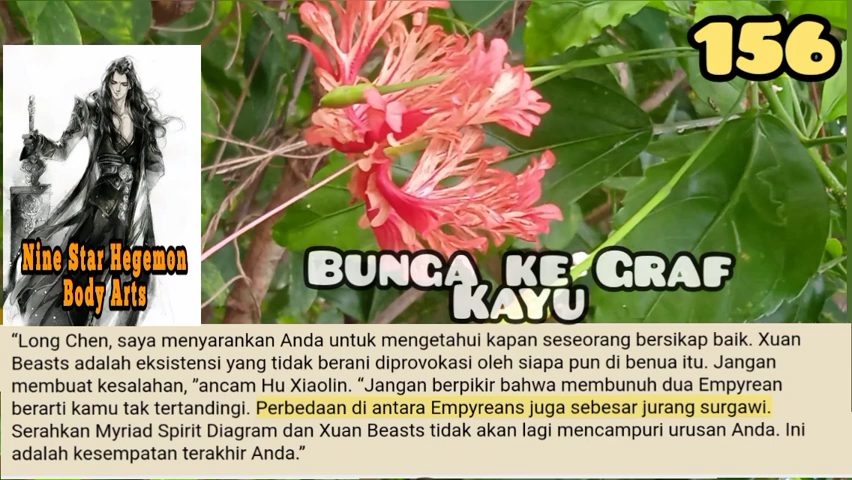 156
Nine Star Hegemon
Body Arts
Bunga ke Graf
Kayu
“Long Chen, saya menyarankan Anda untuk mengetahui kapan seseorang bersikap baik. Xuan
Beasts adalah eksistensi yang tidak berani diprovokasi oleh siapa pun di benua itu. Jangan
membuat kesalahan, ”ancam Hu Xiaolin. “Jangan berpikir bahwa membunuh dua Empyrean
berarti kamu tak tertandingi. Perbedaan di antara Empyreans juga sebesar jurang surgawi.
Serahkan Myriad Spirit Diagram dan Xuan Beasts tidak akan lagi mencampuri urusan Anda. Ini
adalah kesempatan terakhir Anda.”